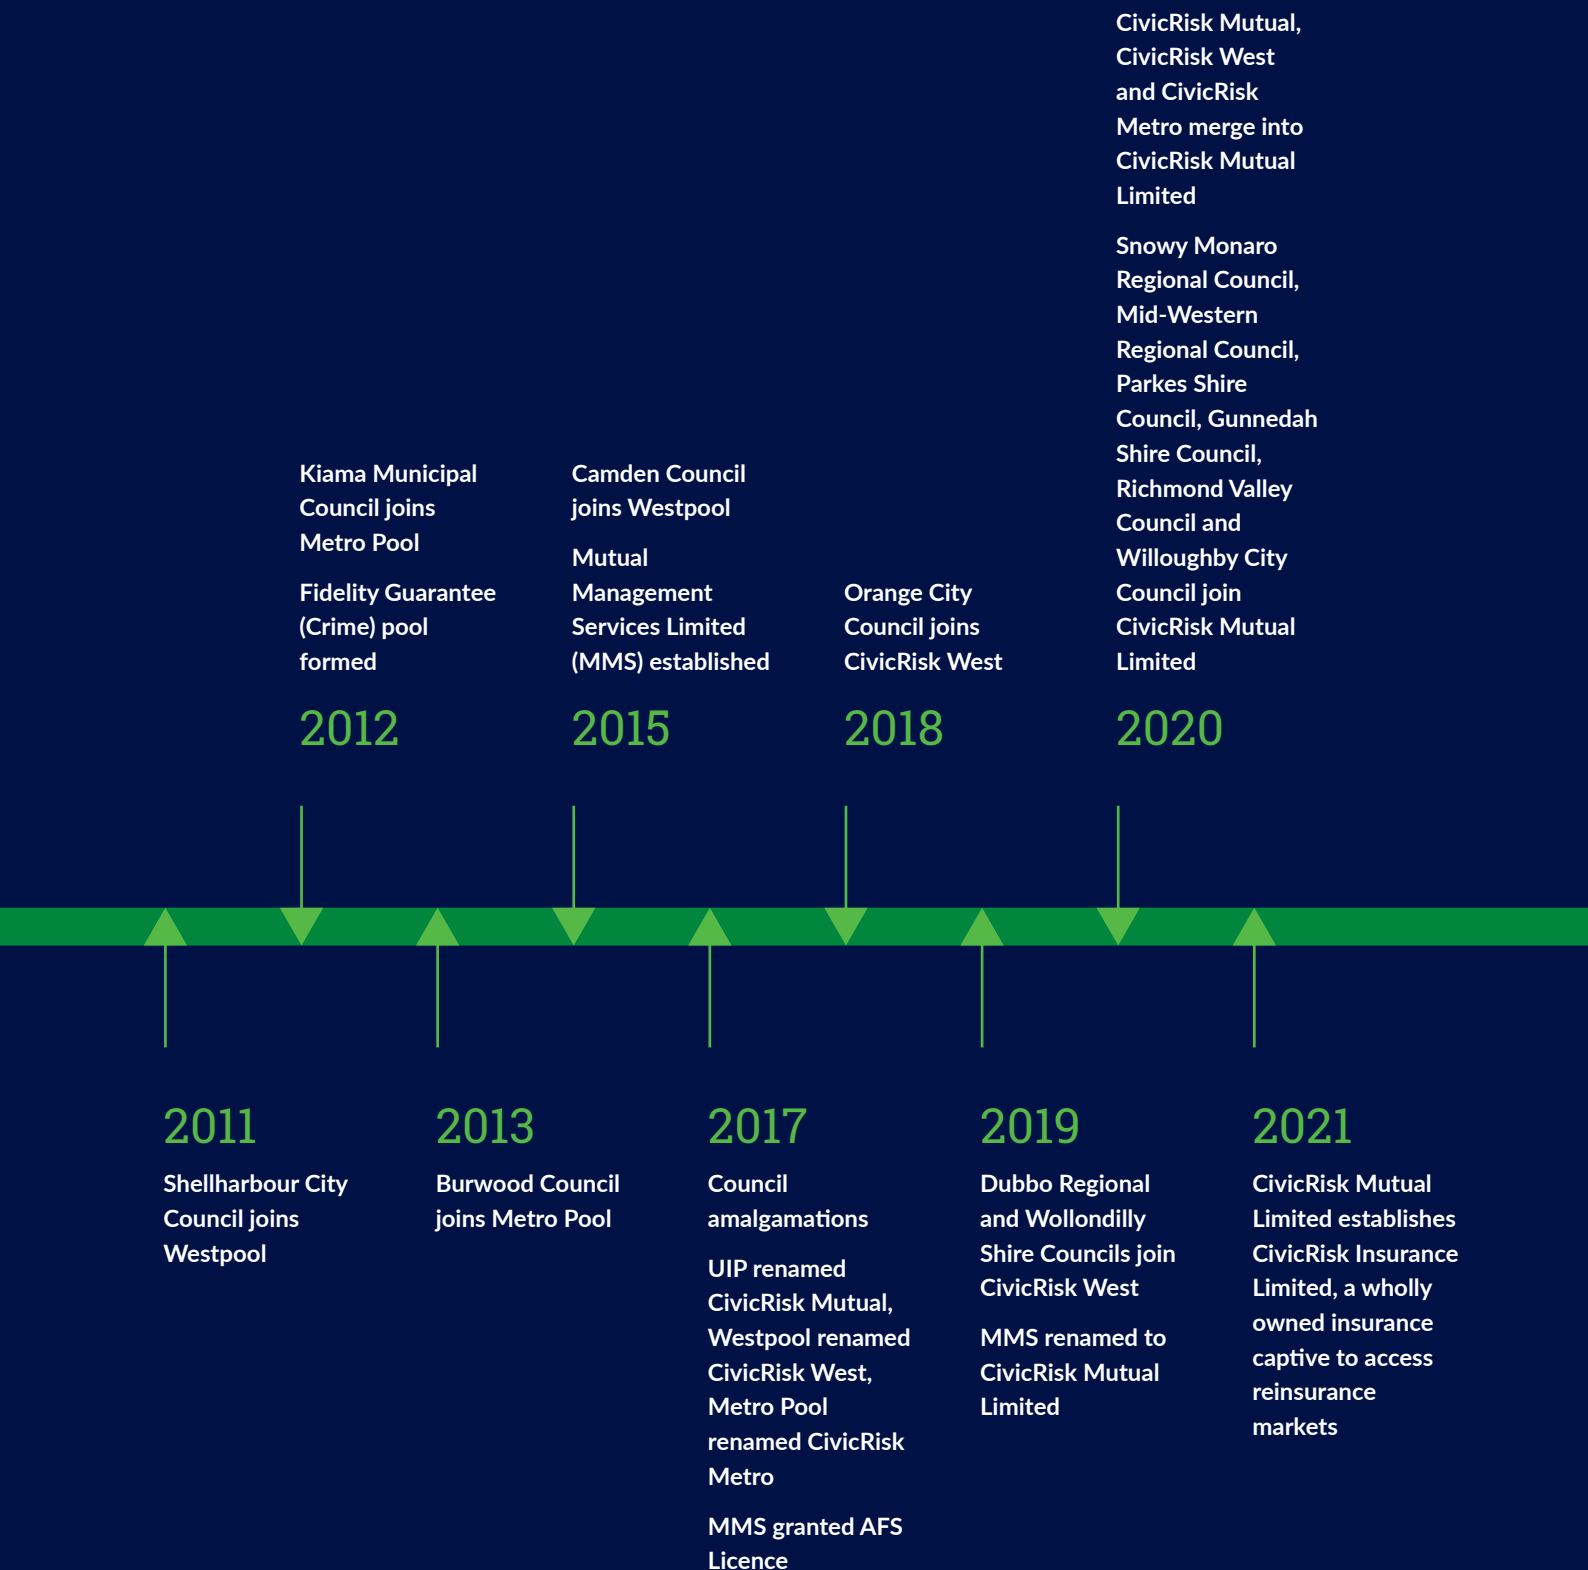 CivicRisk Mutual,
CivicRisk West
and CivicRisk
Metro merge into
CivicRisk Mutual
Limited
Snowy Monaro
Regional Council,
Mid-Western
Regional Council,
Parkes Shire
Council, Gunnedah
Shire Council,
Richmond Valley
Council and
Willoughby City
Council join
CivicRisk Mutual
Limited
Kiama Municipal
Council joins
Metro Pool
Fidelity Guarantee
(Crime) pool
formed
Camden Council
joins Westpool
Mutual
Management
Services Limited
(MMS) established
Orange City
Council joins
CivicRisk West
2012
2015
2018
2020
2011
Shellharbour City
Council joins
Westpool
2013
Burwood Council
joins Metro Pool
2017
Council
amalgamations
UIP renamed
CivicRisk Mutual,
Westpool renamed
CivicRisk West,
Metro Pool
renamed CivicRisk
Metro
MMS granted AFS
Licence
2019
Dubbo Regional
and Wollondilly
Shire Councils join
CivicRisk West
MMS renamed to
CivicRisk Mutual
Limited
2021
CivicRisk Mutual
Limited establishes
CivicRisk Insurance
Limited, a wholly
owned insurance
captive to access
reinsurance
markets